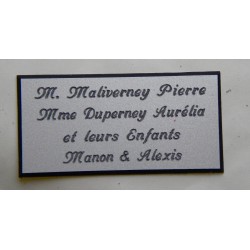 M. Maliverney Pierre
Mme Duperney Aurélia
et leurs Enfants
Manon & Alexis